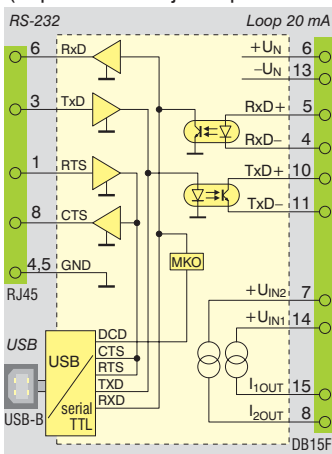 RS-232 Loop 20 mA
6 RxD +UN 6
−UN 13
3 TxD RxD+ 5
RxD− 4
1 RTS TxD+ 10
8 CTS TxD− 11
4,5 GND MKO
RJ45
+UIN2 7
+UIN1 14
USB DCD
USB CTS
RTS
TXD I1OUT 15
serial RXD
USB-B TTL I2OUT 8
DB15F